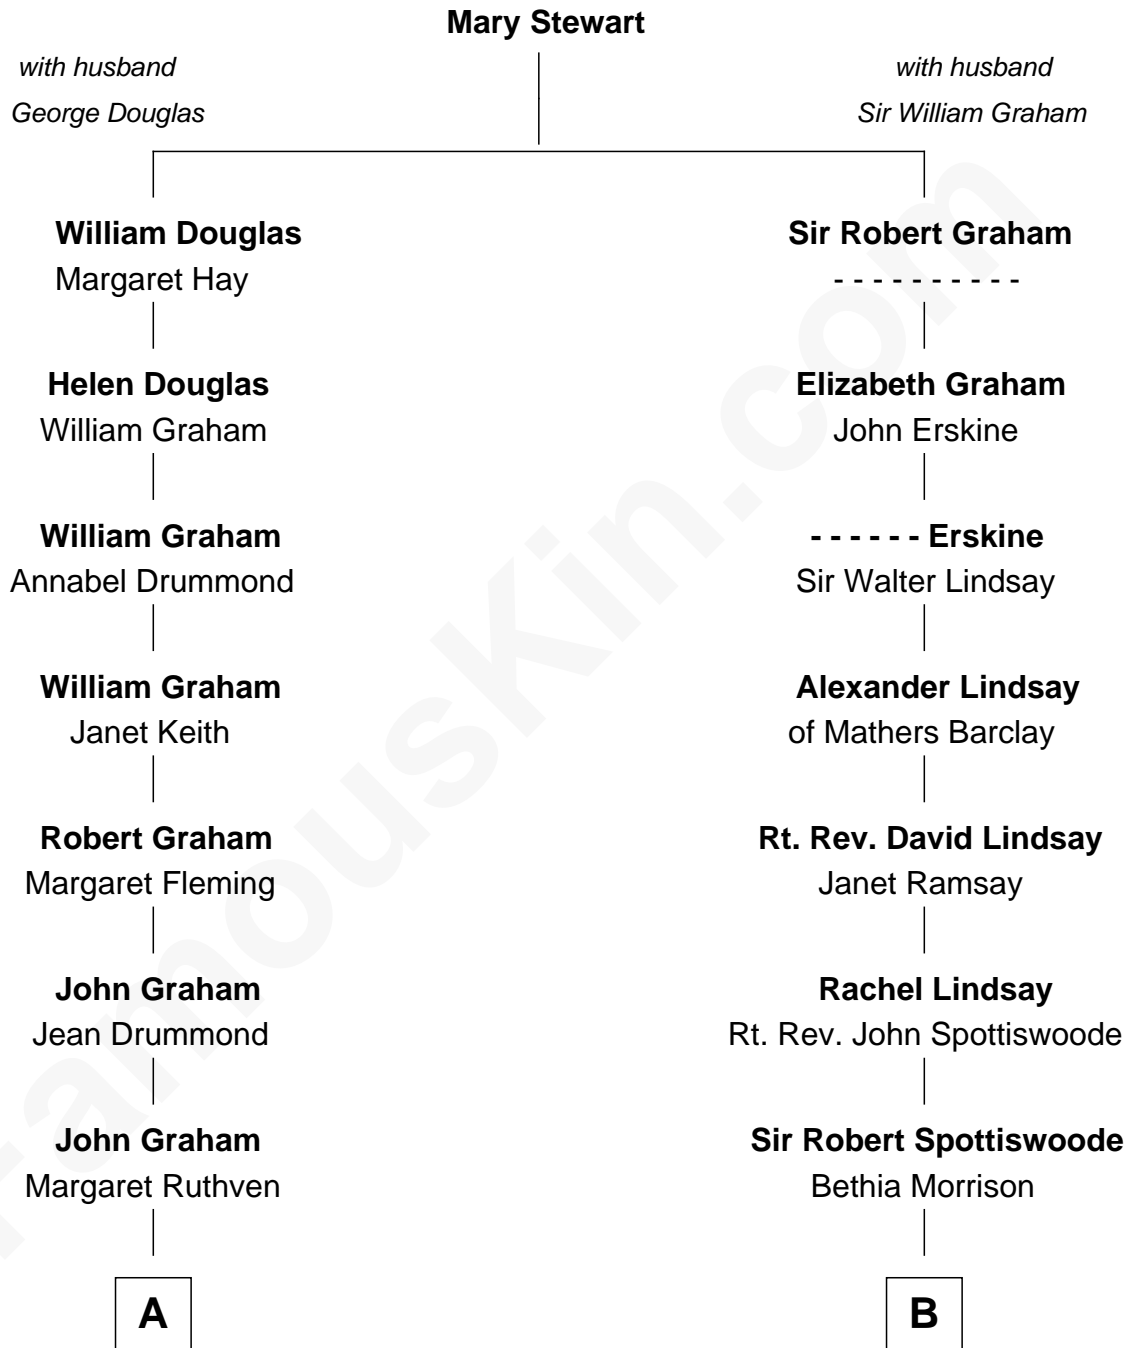 Mary Stewart
with husband
George Douglas
with husband
Sir William Graham
William Douglas
Margaret Hay
Sir Robert Graham
- - - - - - - - - -
Helen Douglas
William Graham
Elizabeth Graham
John Erskine
William Graham
Annabel Drummond
- - - - - - Erskine
Sir Walter Lindsay
William Graham
Janet Keith
Alexander Lindsay
of Mathers Barclay
Robert Graham
Margaret Fleming
Rt. Rev. David Lindsay
Janet Ramsay
John Graham
Jean Drummond
Rachel Lindsay
Rt. Rev. John Spottiswoode
John Graham
Margaret Ruthven
Sir Robert Spottiswoode
Bethia Morrison
A
B
FamousKin.com